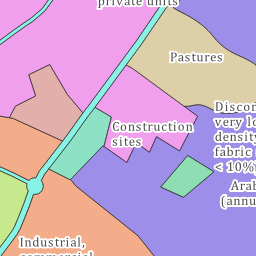 private units
Pastures
Construction
sites
Discon
very lo
density
fabric
< 10%
Arab
(annu
Industrial,
commercial